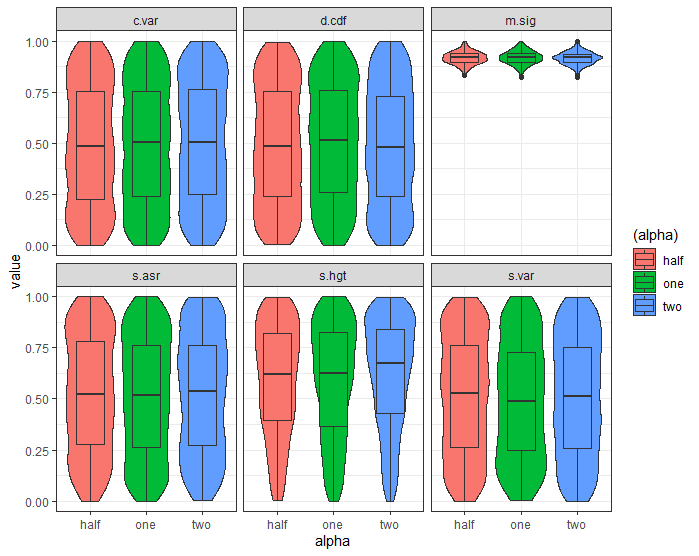 c.var d.cdf m.sig
1.00
0.75
0.50
0.25
0.00
s.asr s.hgt s.var
1.00
0.75
0.50
0.25
0.00
half one two half one two half one two
alpha
value
(alpha)
half
one
two